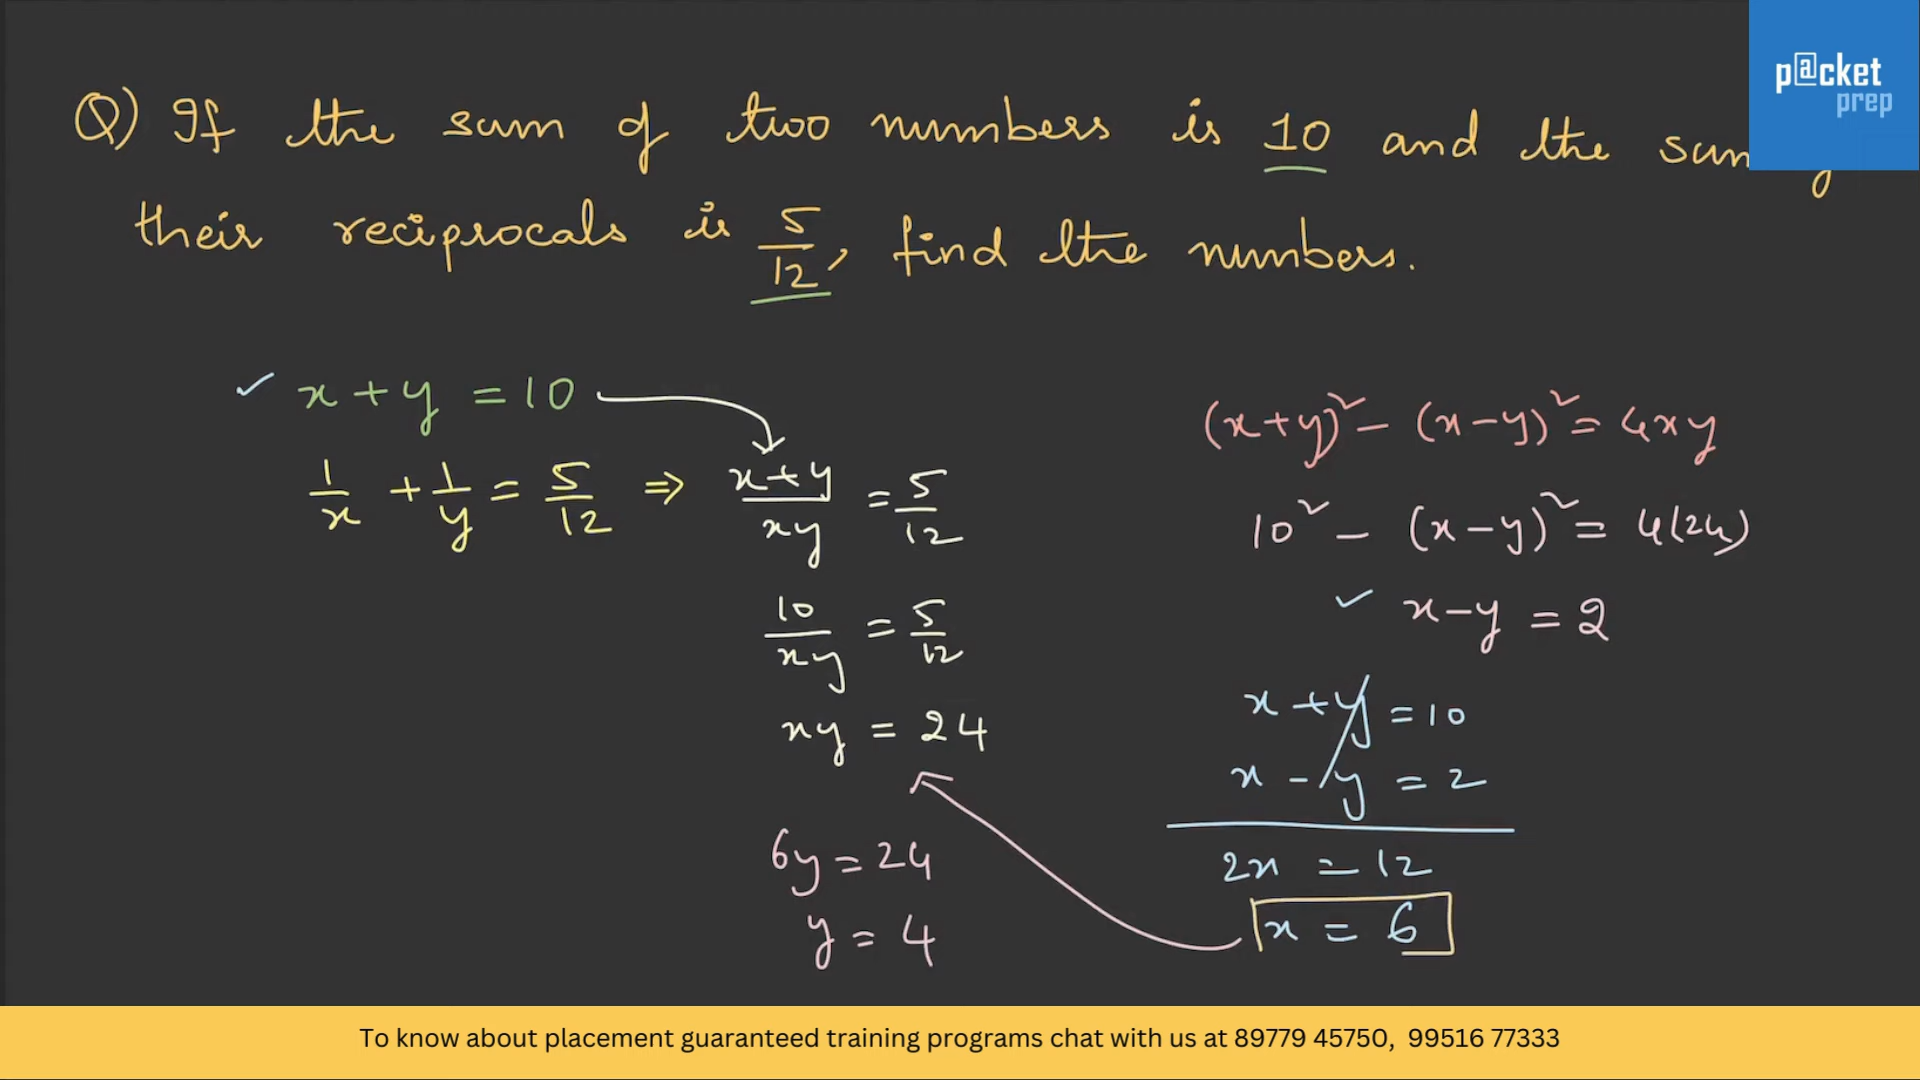 p@cket
prep
Q) If the sum of two numbers is 10 and the sum
their reciprocals is 5/12, find the numbers.
✓ x + y = 10
1/x + 1/y = 5/12 ⇒ x+y/xy = 5/12
10/xy = 5/12
xy = 24
6y = 24
y = 4
(x+y)² - (x-y)² = 4xy
10² - (x-y)² = 4(24)
✓ x-y = 2
x + y = 10
x - y = 2
2x = 12
x = 6
To know about placement guaranteed training programs chat with us at 89779 45750, 99516 77333